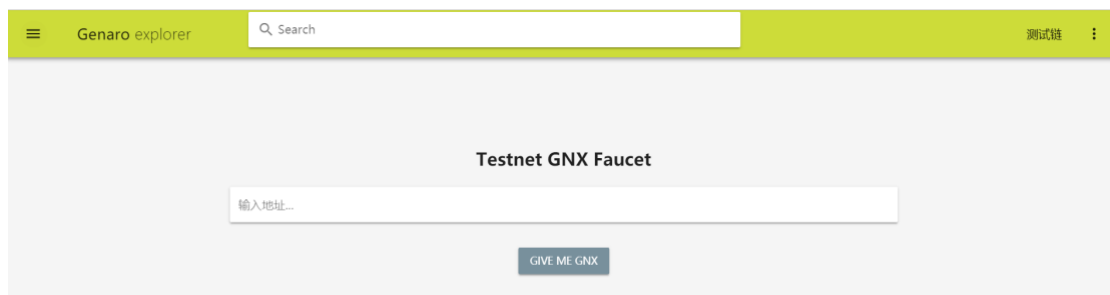 Genaro explorer
Search
测试链
Testnet GNX Faucet
输入地址...
GIVE ME GNX